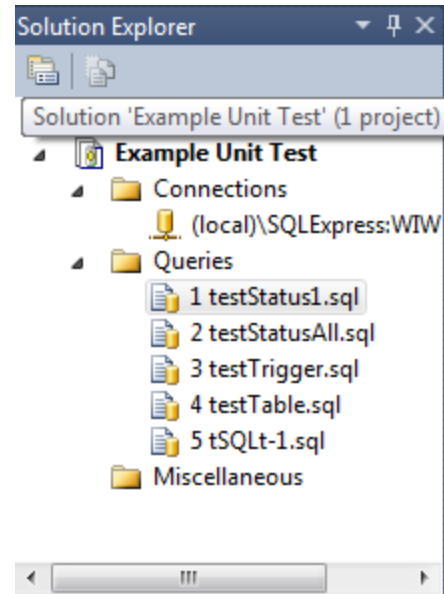 Solution Explorer
Solution 'Example Unit Test' (1 project)
Example Unit Test
Connections
(local)\SQLExpress:WIW
Queries
1 testStatus1.sql
2 testStatusAll.sql
3 testTrigger.sql
4 testTable.sql
5 tSQLt-1.sql
Miscellaneous